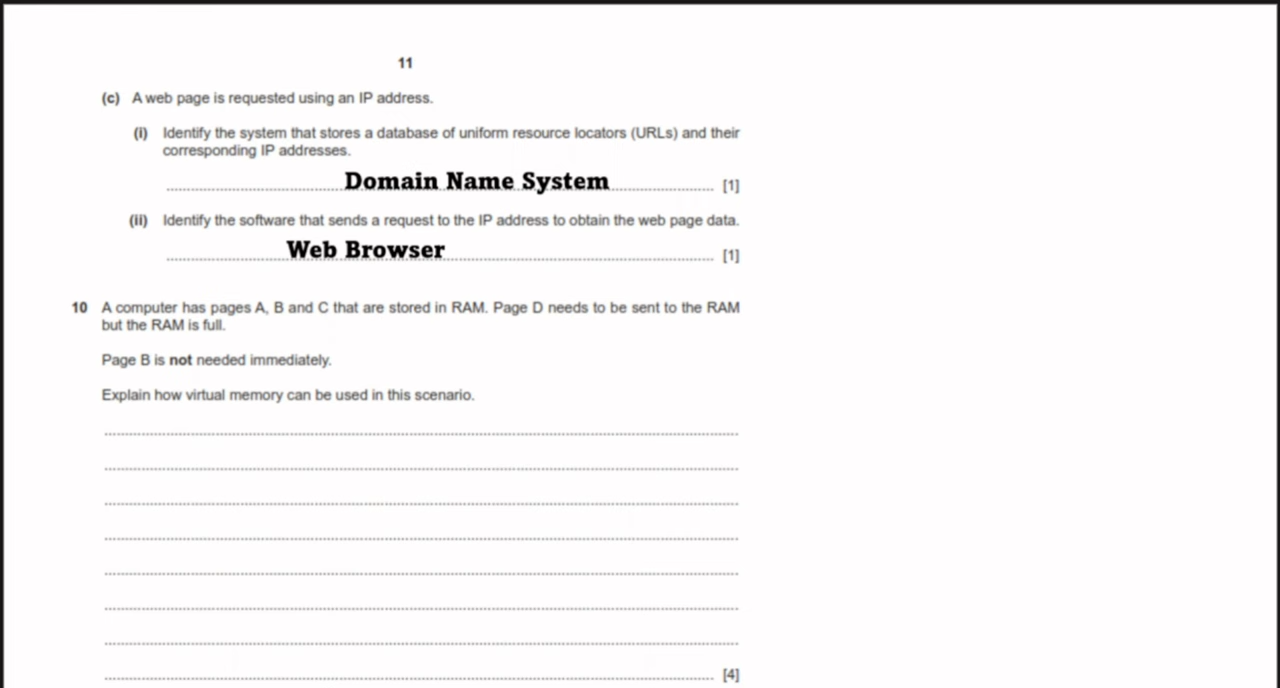 11
(c) A web page is requested using an IP address.
(i) Identify the system that stores a database of uniform resource locators (URLs) and their
corresponding IP addresses.
Domain Name System [1]
(ii) Identify the software that sends a request to the IP address to obtain the web page data.
Web Browser [1]
10 A computer has pages A, B and C that are stored in RAM. Page D needs to be sent to the RAM
but the RAM is full.
Page B is not needed immediately.
Explain how virtual memory can be used in this scenario.
[4]